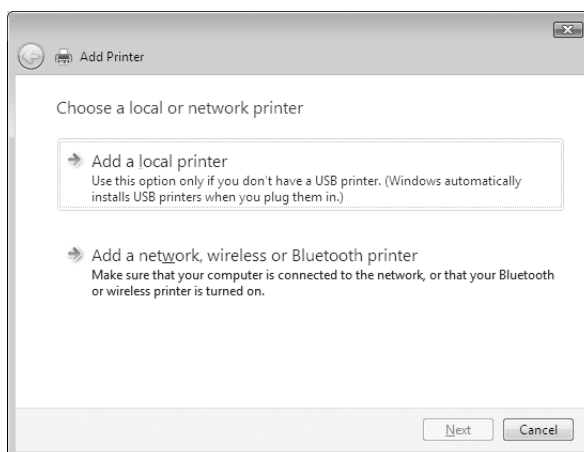 Add Printer
Choose a local or network printer
Add a local printer
Use this option only if you don't have a USB printer. (Windows automatically
installs USB printers when you plug them in.)
Add a network, wireless or Bluetooth printer
Make sure that your computer is connected to the network, or that your Bluetooth
or wireless printer is turned on.
Next Cancel